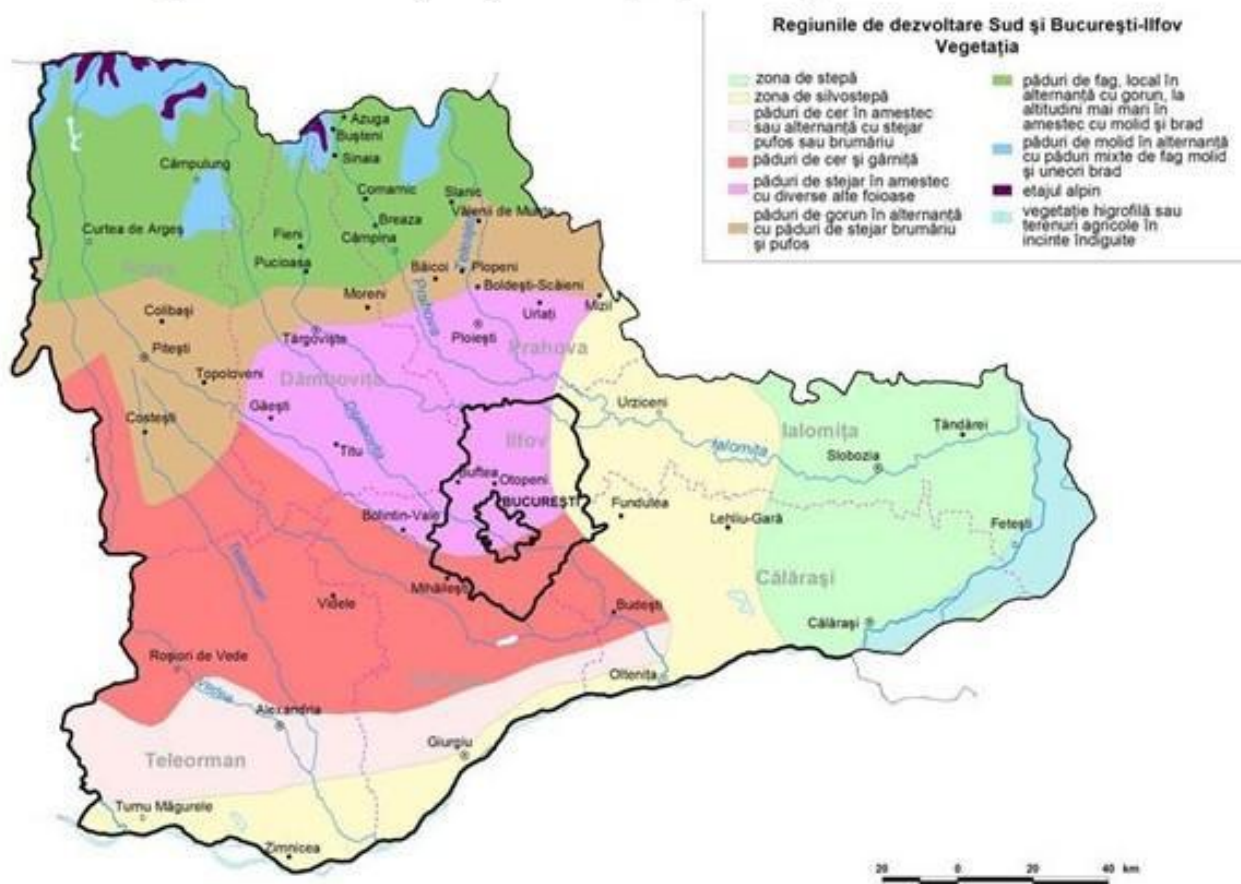 Regiunile de dezvoltare Sud şi Bucureşti-Ilfov
Vegetaţia
zona de stepă
zona de silvostepă
păduri de cer în amestec
sau alternanţă cu stejar
pufos sau brumăriu
păduri de cer şi gârniţă
păduri de stejar în amestec
cu diverse alte foioase
păduri de gorun în alternanţă
cu păduri de stejar brumăriu
şi pufos
păduri de fag, local în
alternanţă cu gorun, la
altitudini mai mari în
amestec cu molid şi brad
păduri de molid în alternanţă
cu păduri mixte de fag molid
şi uneori brad
etajul alpin
vegetaţie higrofilă sau
terenuri agricole în
incinte îndiguite
Azuga
Buşteni
Sinaia
Câmpulung
Comarnic
Slanic
Vălenii de Munte
Breaza
Curtea de Argeş
Fieni
Câmpina
Teleajen
Pucioasa
Argeş
Băicoi
Plopeni
Boldeşti-Scăieni
Moreni
Prahova
Mizil
Colibaşi
Urlaţi
Târgovişte
Ploieşti
Piteşti
Prahova
Topoloveni
Dâmboviţa
Costeşti
Găeşti
Dâmboviţa
Urziceni
Ialomiţa
Ţăndărei
Titu
Ilfov
Ialomiţa
Slobozia
Buftea
Otopeni
BUCUREŞTI
Fundulea
Lehliu-Gară
Bolintin-Vale
Feteşti
Teleorman
Călăraşi
Mihăileşti
Videle
Budeşti
Călăraşi
Roşiori de Vede
Olteniţa
Vedea
Alexandria
Giurgiu
Teleorman
Turnu Măgurele
Zimnicea
20 0 20 40 km